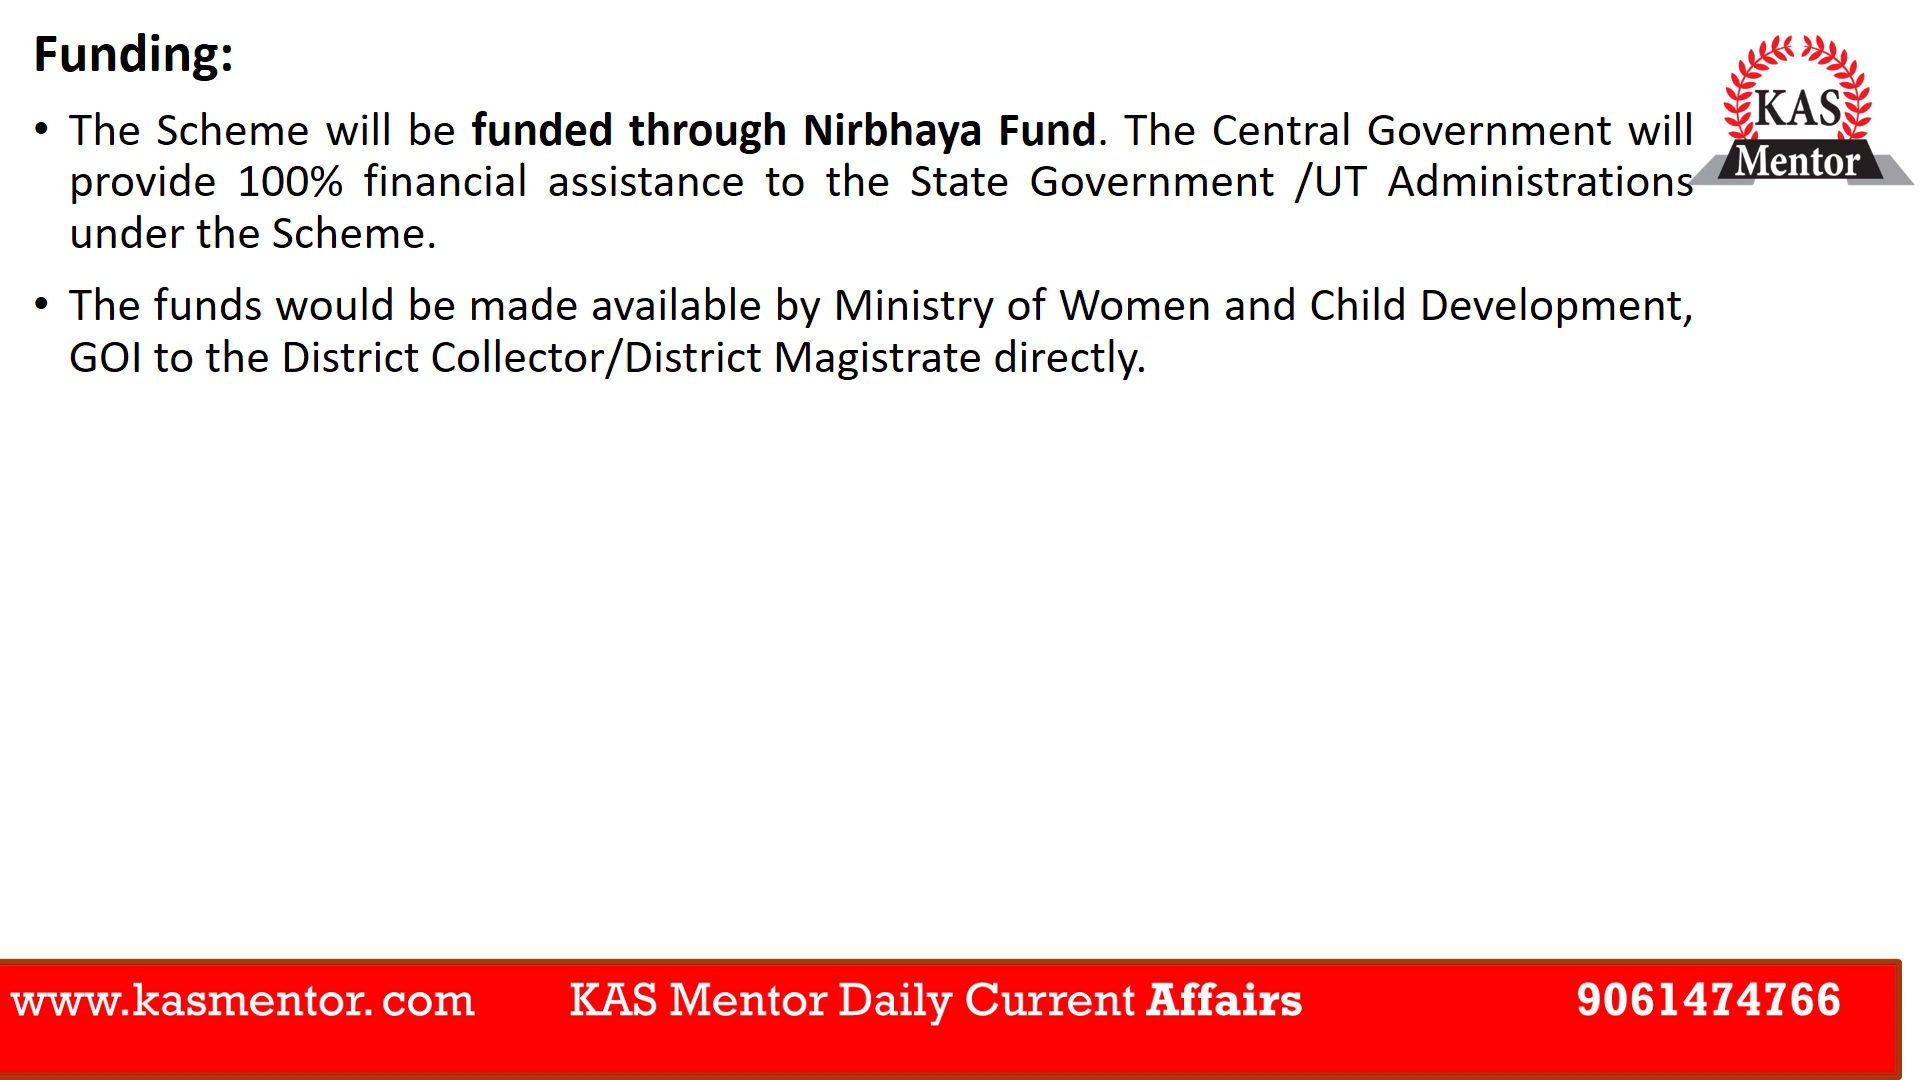 Funding:
• The Scheme will be funded through Nirbhaya Fund. The Central Government will
provide 100% financial assistance to the State Government /UT Administrations
under the Scheme.
• The funds would be made available by Ministry of Women and Child Development,
GOI to the District Collector/District Magistrate directly.
KAS
Mentor
www.kasmentor. com KAS Mentor Daily Current Affairs 9061474766